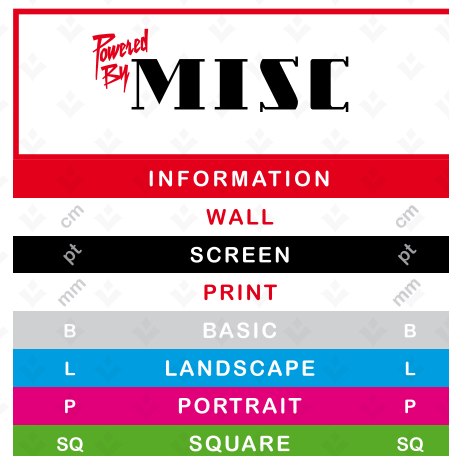 Powered
By MISC
INFORMATION
cm WALL cm
pt SCREEN pt
mm PRINT mm
B BASIC B
L LANDSCAPE L
P PORTRAIT P
SQ SQUARE SQ